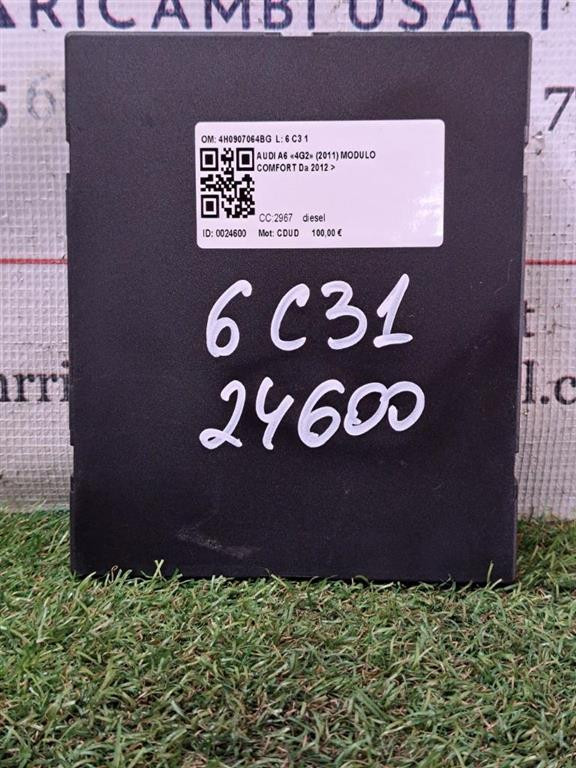 RICAMBI USATI
OM: 4H0907064BG L: 6 C3 1
AUDI A6 «4G2» (2011) MODULO
COMFORT Da 2012 >
CC:2967 diesel
ID: 0024600 Mot: CDUD 100,00 €
6 C31
24600